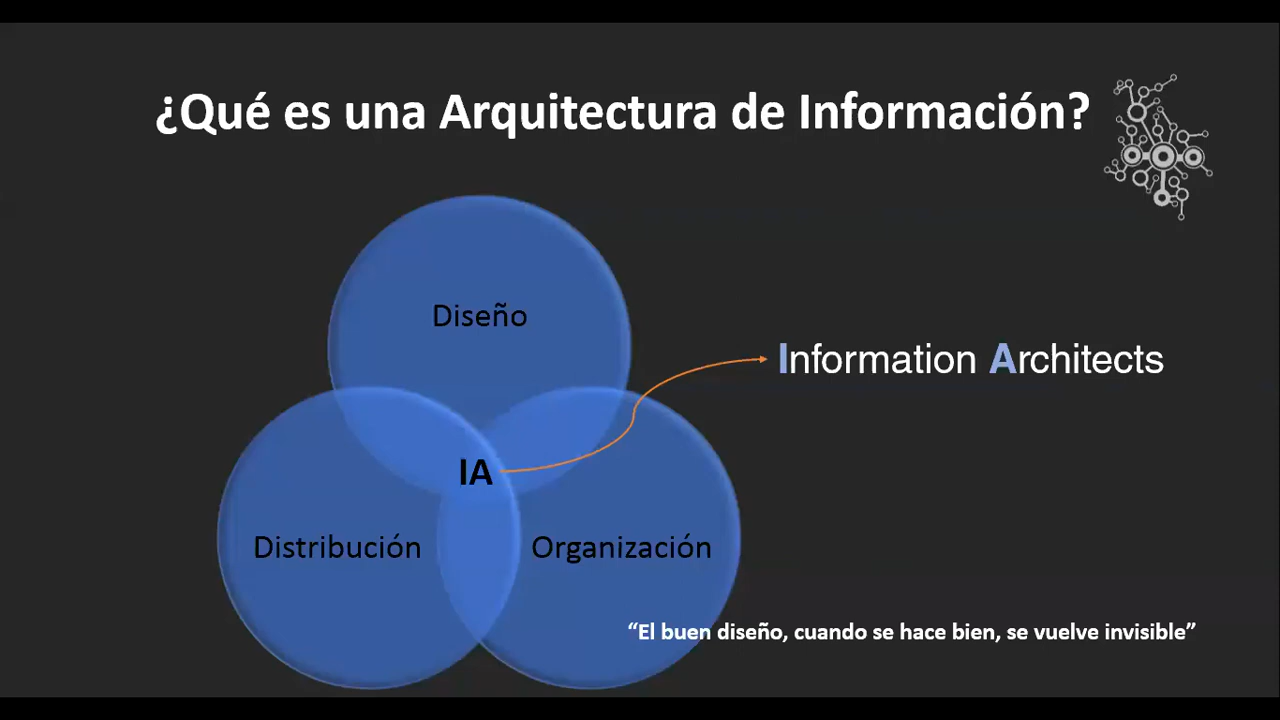 ¿Qué es una Arquitectura de Información?
Diseño
Information Architects
IA
Distribución
Organización
“El buen diseño, cuando se hace bien, se vuelve invisible”